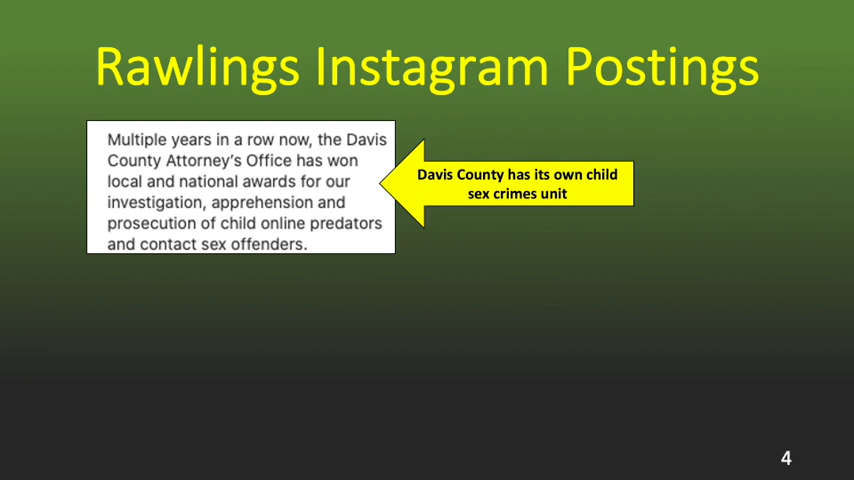 Rawlings Instagram Postings
Multiple years in a row now, the Davis
County Attorney's Office has won
local and national awards for our
investigation, apprehension and
prosecution of child online predators
and contact sex offenders.
Davis County has its own child
sex crimes unit
4